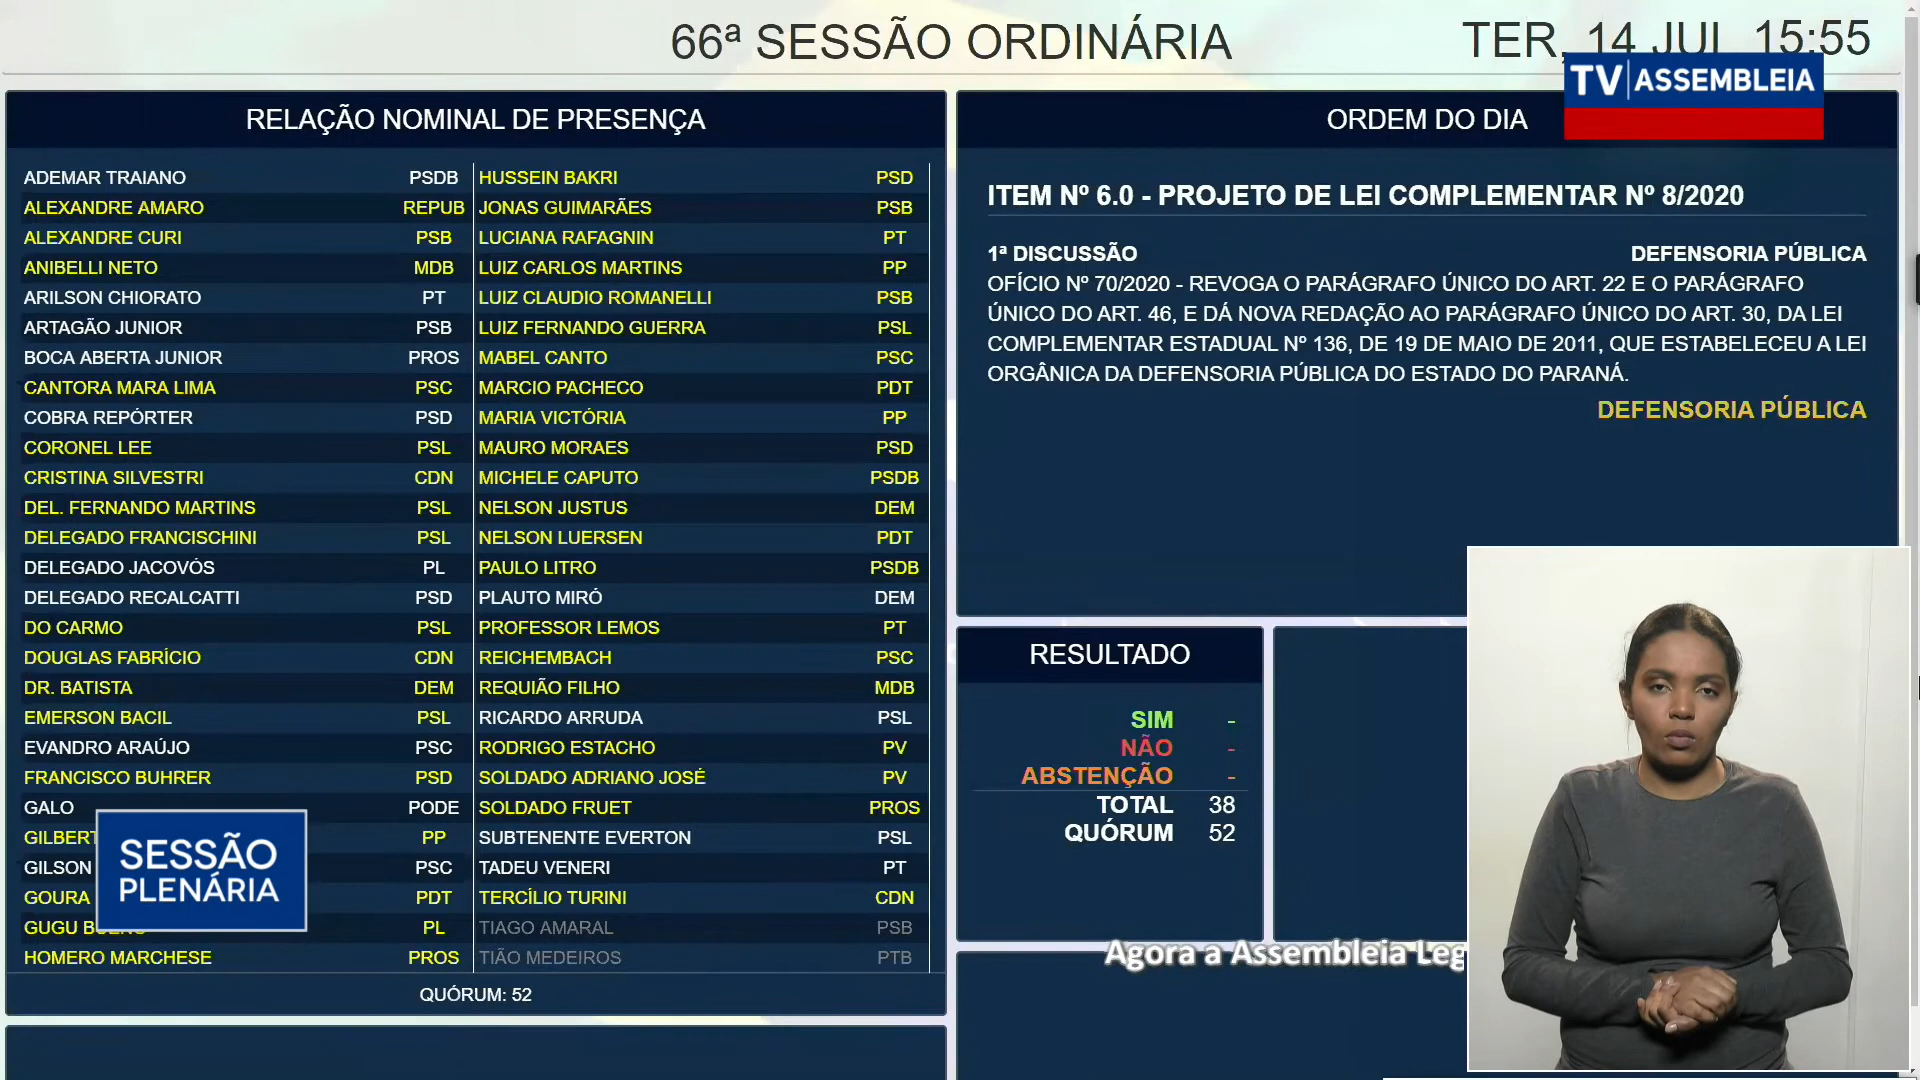 66ª SESSÃO ORDINÁRIA
TER, 14 JUL 15:55
TV ASSEMBLEIA
RELAÇÃO NOMINAL DE PRESENÇA
ADEMAR TRAIANO PSDB
ALEXANDRE AMARO REPUB
ALEXANDRE CURI PSB
ANIBELLI NETO MDB
ARILSON CHIORATO PT
ARTAGÃO JUNIOR PSB
BOCA ABERTA JUNIOR PROS
CANTORA MARA LIMA PSC
COBRA REPÓRTER PSD
CORONEL LEE PSL
CRISTINA SILVESTRI CDN
DEL. FERNANDO MARTINS PSL
DELEGADO FRANCISCHINI PSL
DELEGADO JACOVÓS PL
DELEGADO RECALCATTI PSD
DO CARMO PSL
DOUGLAS FABRÍCIO CDN
DR. BATISTA DEM
EMERSON BACIL PSL
EVANDRO ARAÚJO PSC
FRANCISCO BUHRER PSD
GALO PODE
PP
GILSON PSC
GOURA PDT
GUGU PL
HOMERO MARCHESE PROS
HUSSEIN BAKRI PSD
JONAS GUIMARÃES PSB
LUCIANA RAFAGNIN PT
LUIZ CARLOS MARTINS PP
LUIZ CLAUDIO ROMANELLI PSB
LUIZ FERNANDO GUERRA PSL
MABEL CANTO PSC
MARCIO PACHECO PDT
MARIA VICTÓRIA PP
MAURO MORAES PSD
MICHELE CAPUTO PSDB
NELSON JUSTUS DEM
NELSON LUERSEN PDT
PAULO LITRO PSDB
PLAUTO MIRÓ DEM
PROFESSOR LEMOS PT
REICHEMBACH PSC
REQUIÃO FILHO MDB
RICARDO ARRUDA PSL
RODRIGO ESTACHO PV
SOLDADO ADRIANO JOSÉ PV
SOLDADO FRUET PROS
SUBTENENTE EVERTON PSL
TADEU VENERI PT
TERCÍLIO TURINI CDN
TIAGO AMARAL PSB
TIÃO MEDEIROS PTB
QUÓRUM: 52
SESSÃO
PLENÁRIA
ORDEM DO DIA
ITEM Nº 6.0 - PROJETO DE LEI COMPLEMENTAR Nº 8/2020
1ª DISCUSSÃO DEFENSORIA PÚBLICA
OFÍCIO Nº 70/2020 - REVOGA O PARÁGRAFO ÚNICO DO ART. 22 E O PARÁGRAFO
ÚNICO DO ART. 46, E DÁ NOVA REDAÇÃO AO PARÁGRAFO ÚNICO DO ART. 30, DA LEI
COMPLEMENTAR ESTADUAL Nº 136, DE 19 DE MAIO DE 2011, QUE ESTABELECEU A LEI
ORGÂNICA DA DEFENSORIA PÚBLICA DO ESTADO DO PARANÁ.
DEFENSORIA PÚBLICA
RESULTADO
SIM -
NÃO -
ABSTENÇÃO -
TOTAL 38
QUÓRUM 52
Agora a Assembleia Leg